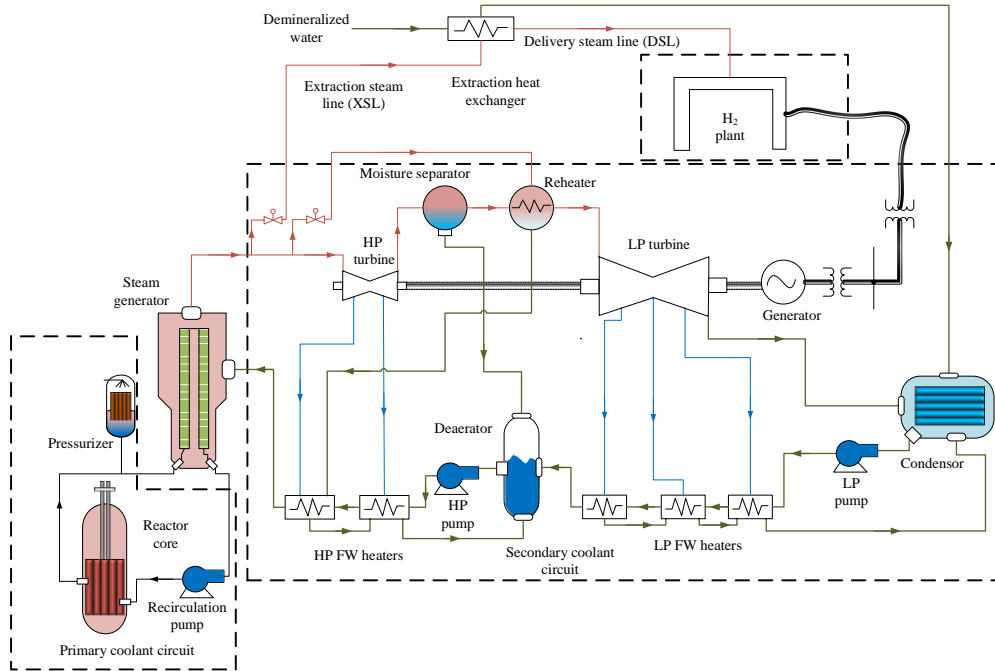 Demineralized
water
Delivery steam line (DSL)
Extraction steam
line (XSL)
Extraction heat
exchanger
H2
plant
Moisture separator
Reheater
HP
turbine
LP turbine
Steam
generator
Generator
Pressurizer
Deaerator
Condensor
LP
pump
HP
pump
Reactor
core
HP FW heaters
Secondary coolant
circuit
LP FW heaters
Recirculation
pump
Primary coolant circuit